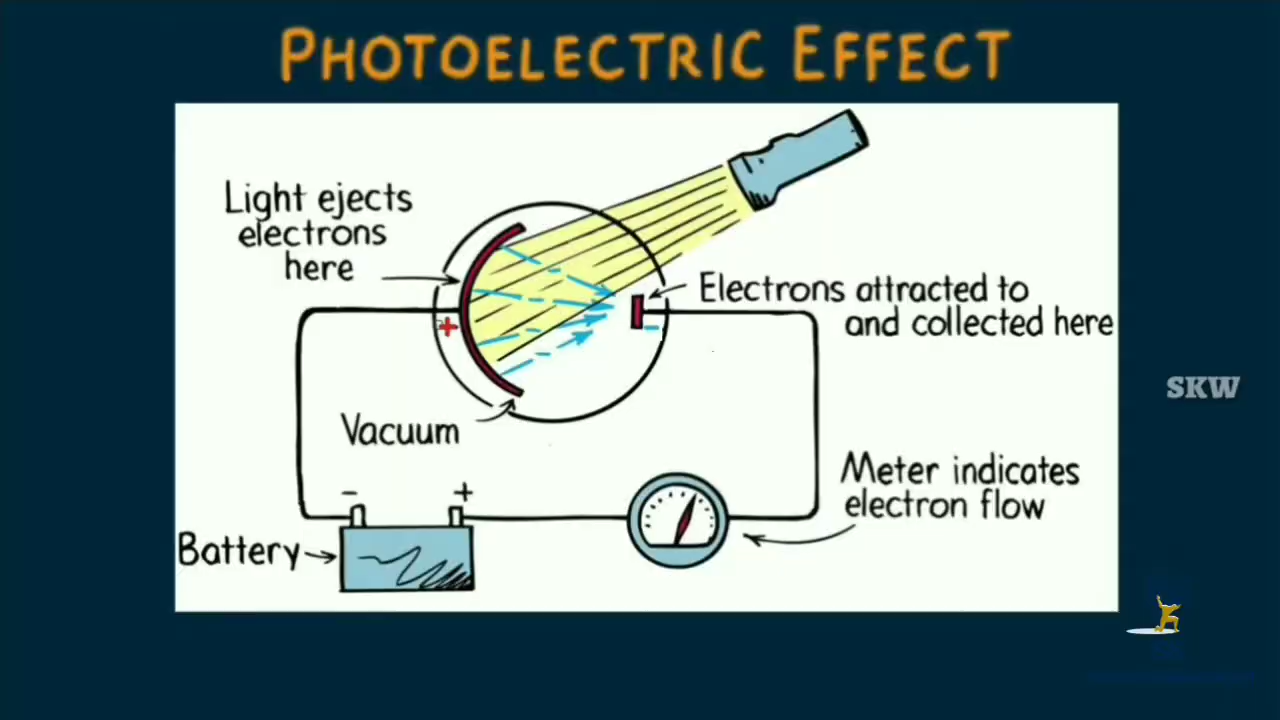 PHOTOELECTRIC EFFECT
Light ejects
electrons
here
+
Electrons attracted to
and collected here
SKW
Vacuum
Meter indicates
electron flow
- +
Battery